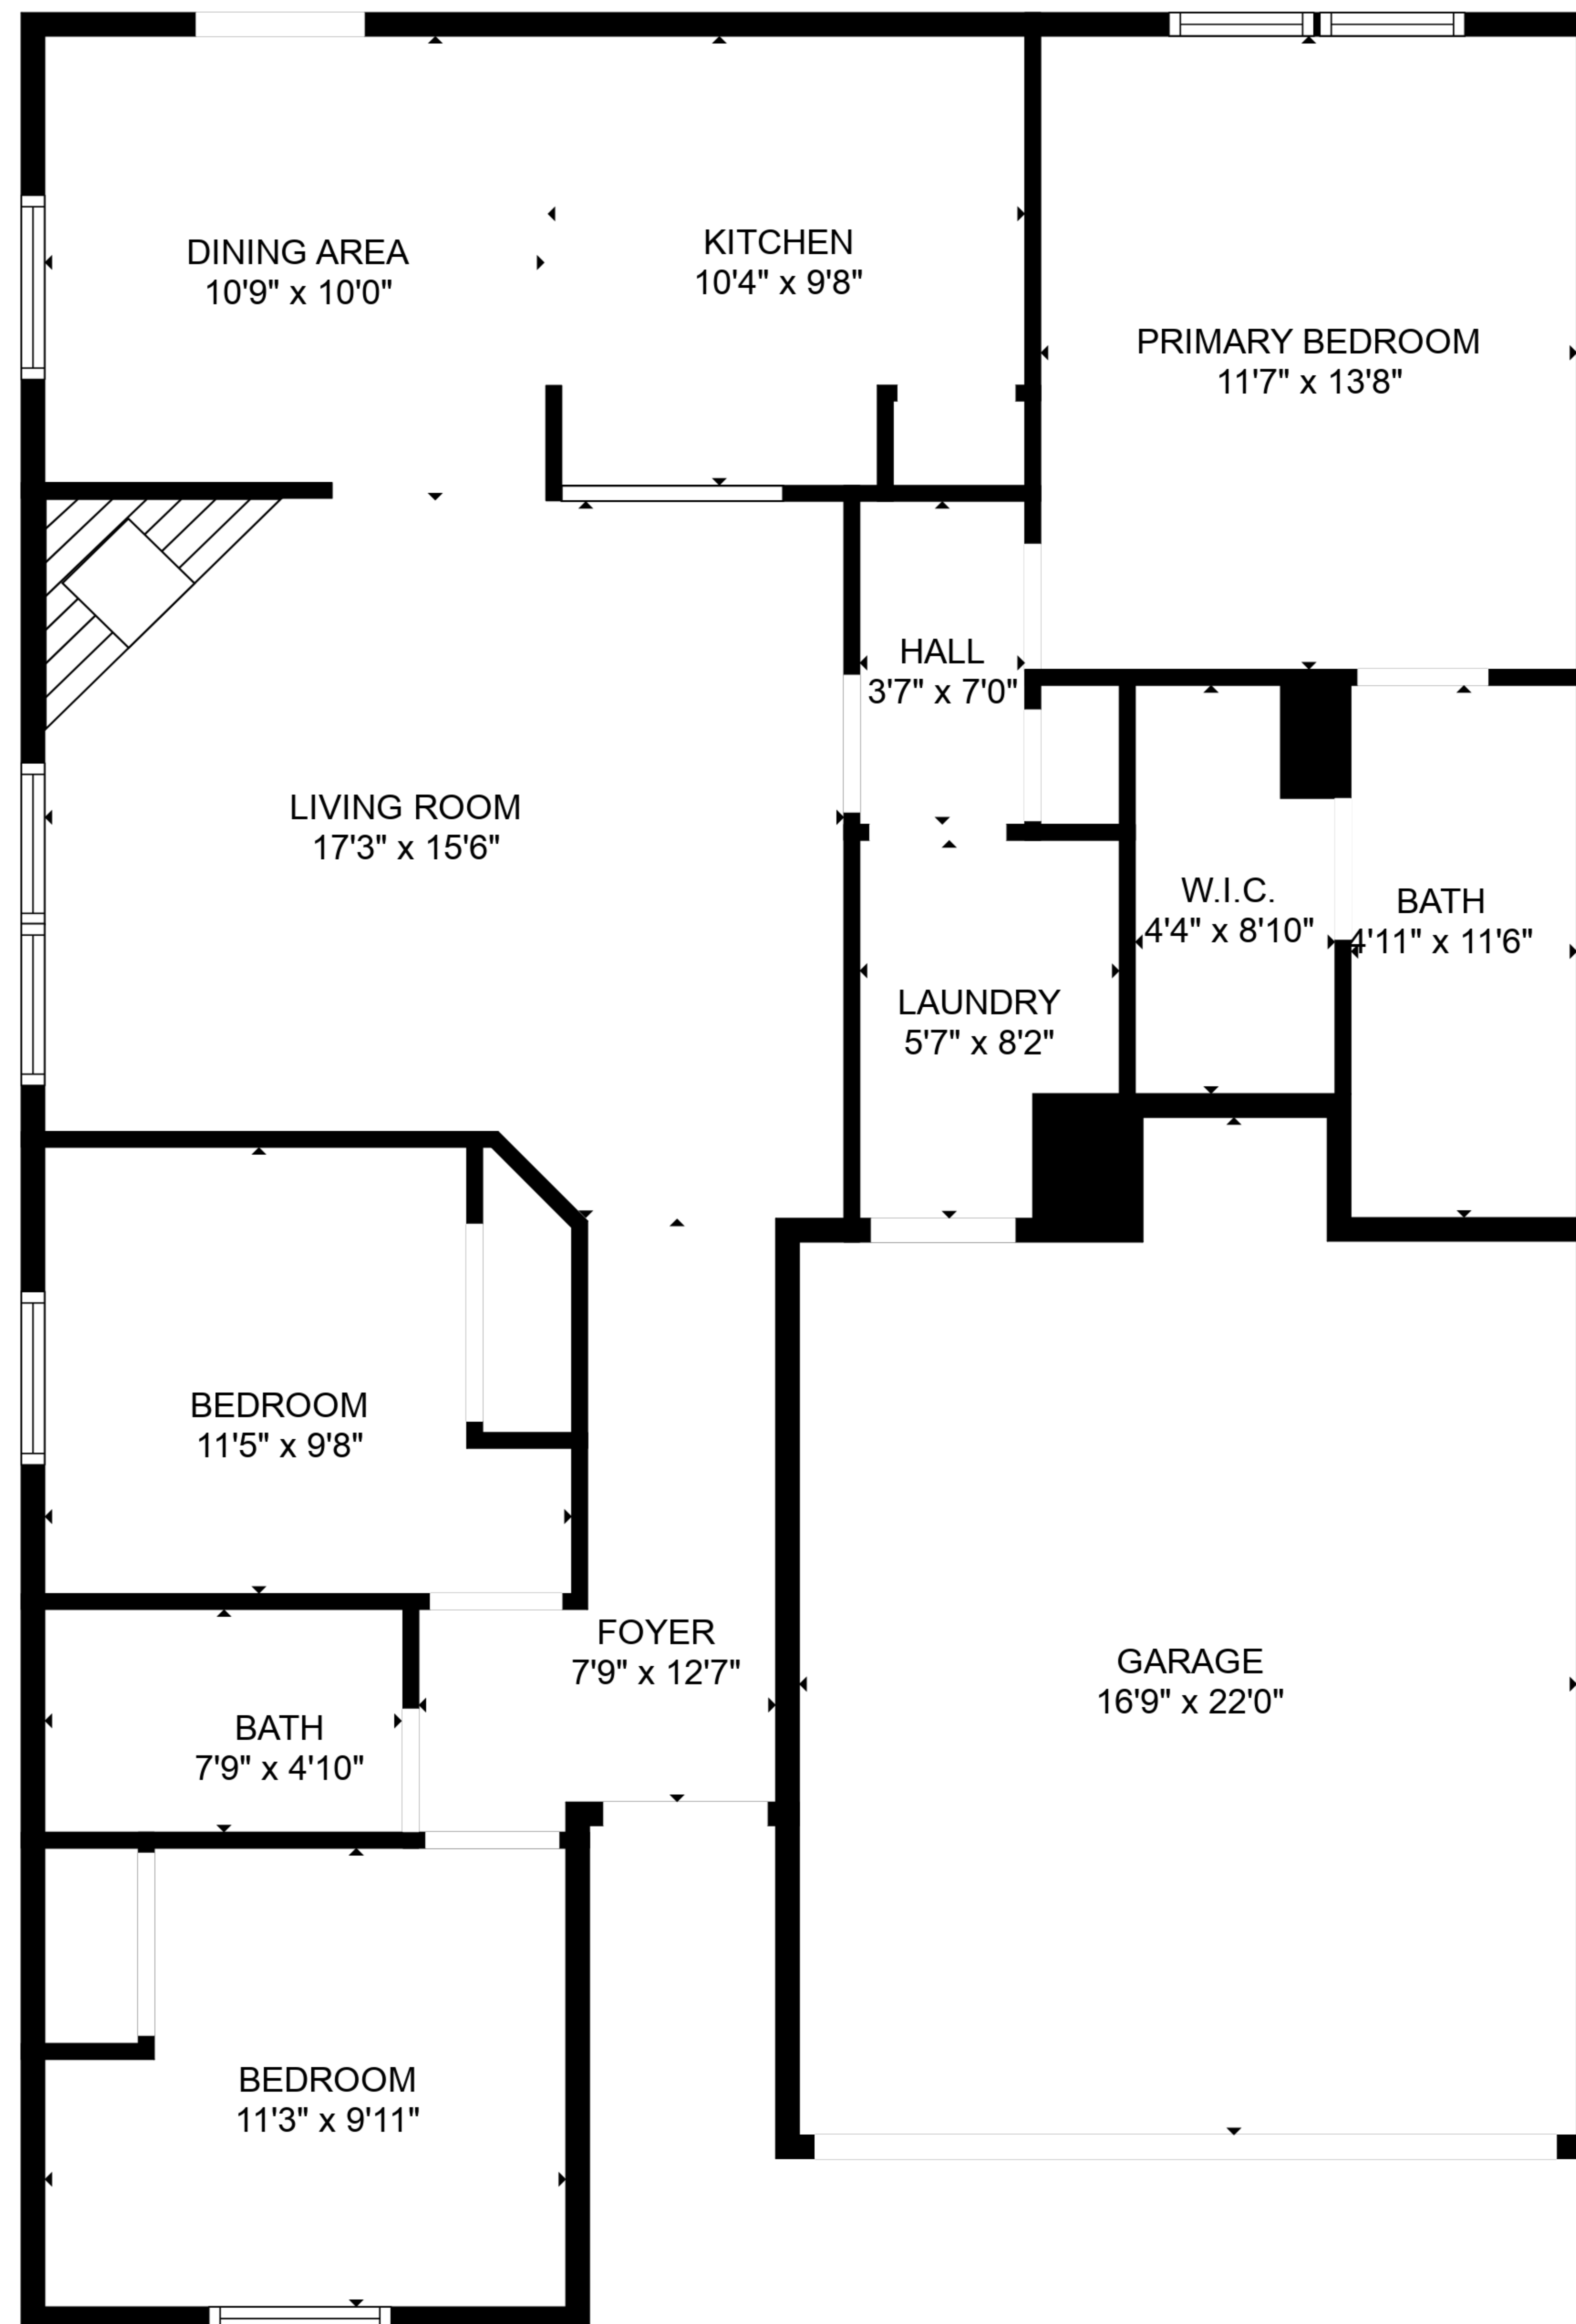 DINING AREA
10'9" x 10'0"
KITCHEN
10'4" x 9'8"
PRIMARY BEDROOM
11'7" x 13'8"
HALL
3'7" x 7'0"
LIVING ROOM
17'3" x 15'6"
W.I.C.
4'4" x 8'10"
BATH
4'11" x 11'6"
LAUNDRY
5'7" x 8'2"
BEDROOM
11'5" x 9'8"
FOYER
7'9" x 12'7"
GARAGE
16'9" x 22'0"
BATH
7'9" x 4'10"
BEDROOM
11'3" x 9'11"